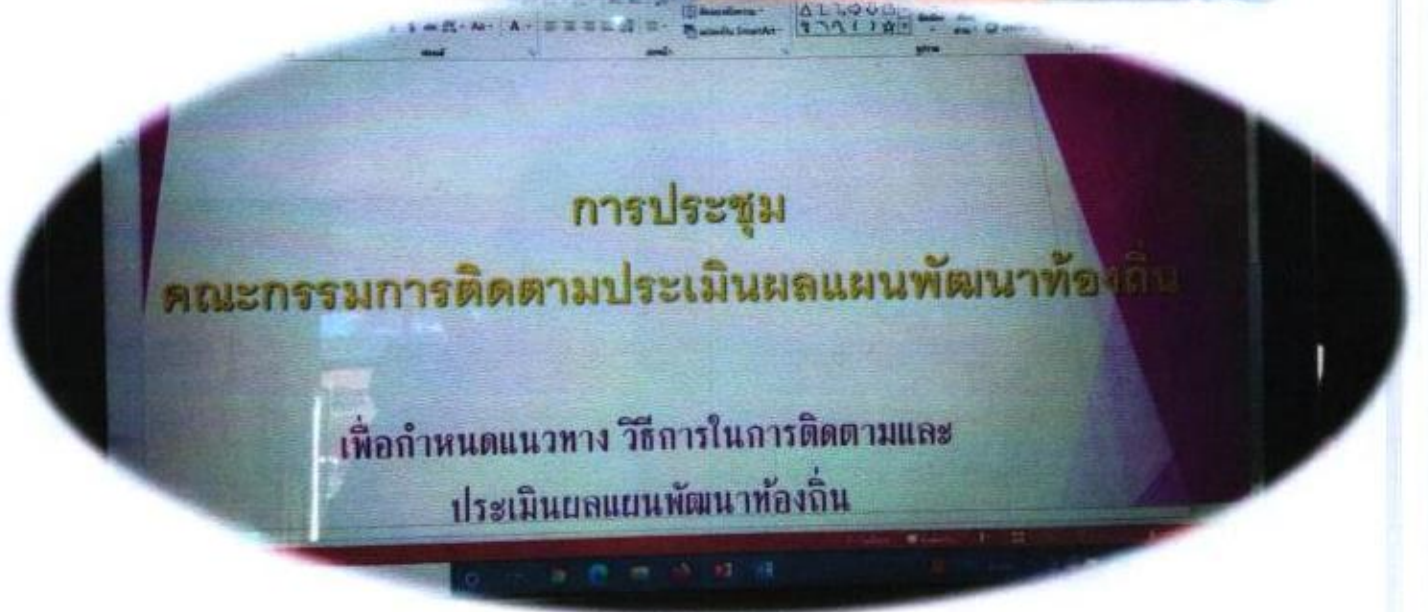 การประชุม
คณะกรรมการติดตามประเมินผลแผนพัฒนาท้องถิ่น
เพื่อกำหนดแนวทาง วิธีการในการติดตามและ
ประเมินผลแผนพัฒนาท้องถิ่น